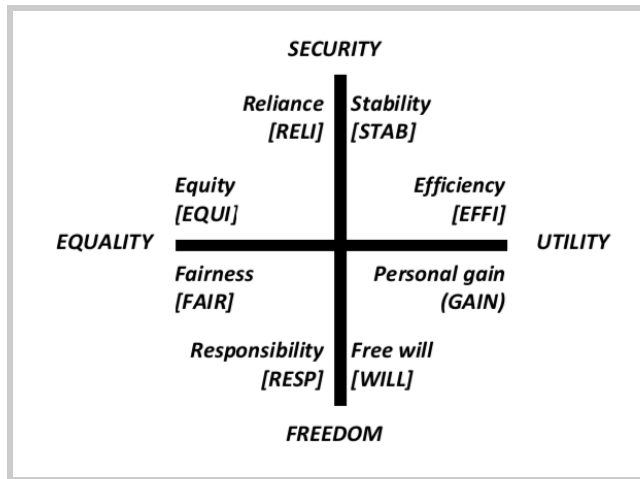 SECURITY
Reliance Stability
[RELI] [STAB]
Equity Efficiency
[EQUI] [EFFI]
EQUALITY UTILITY
Fairness Personal gain
[FAIR] (GAIN)
Responsibility Free will
[RESP] [WILL]
FREEDOM